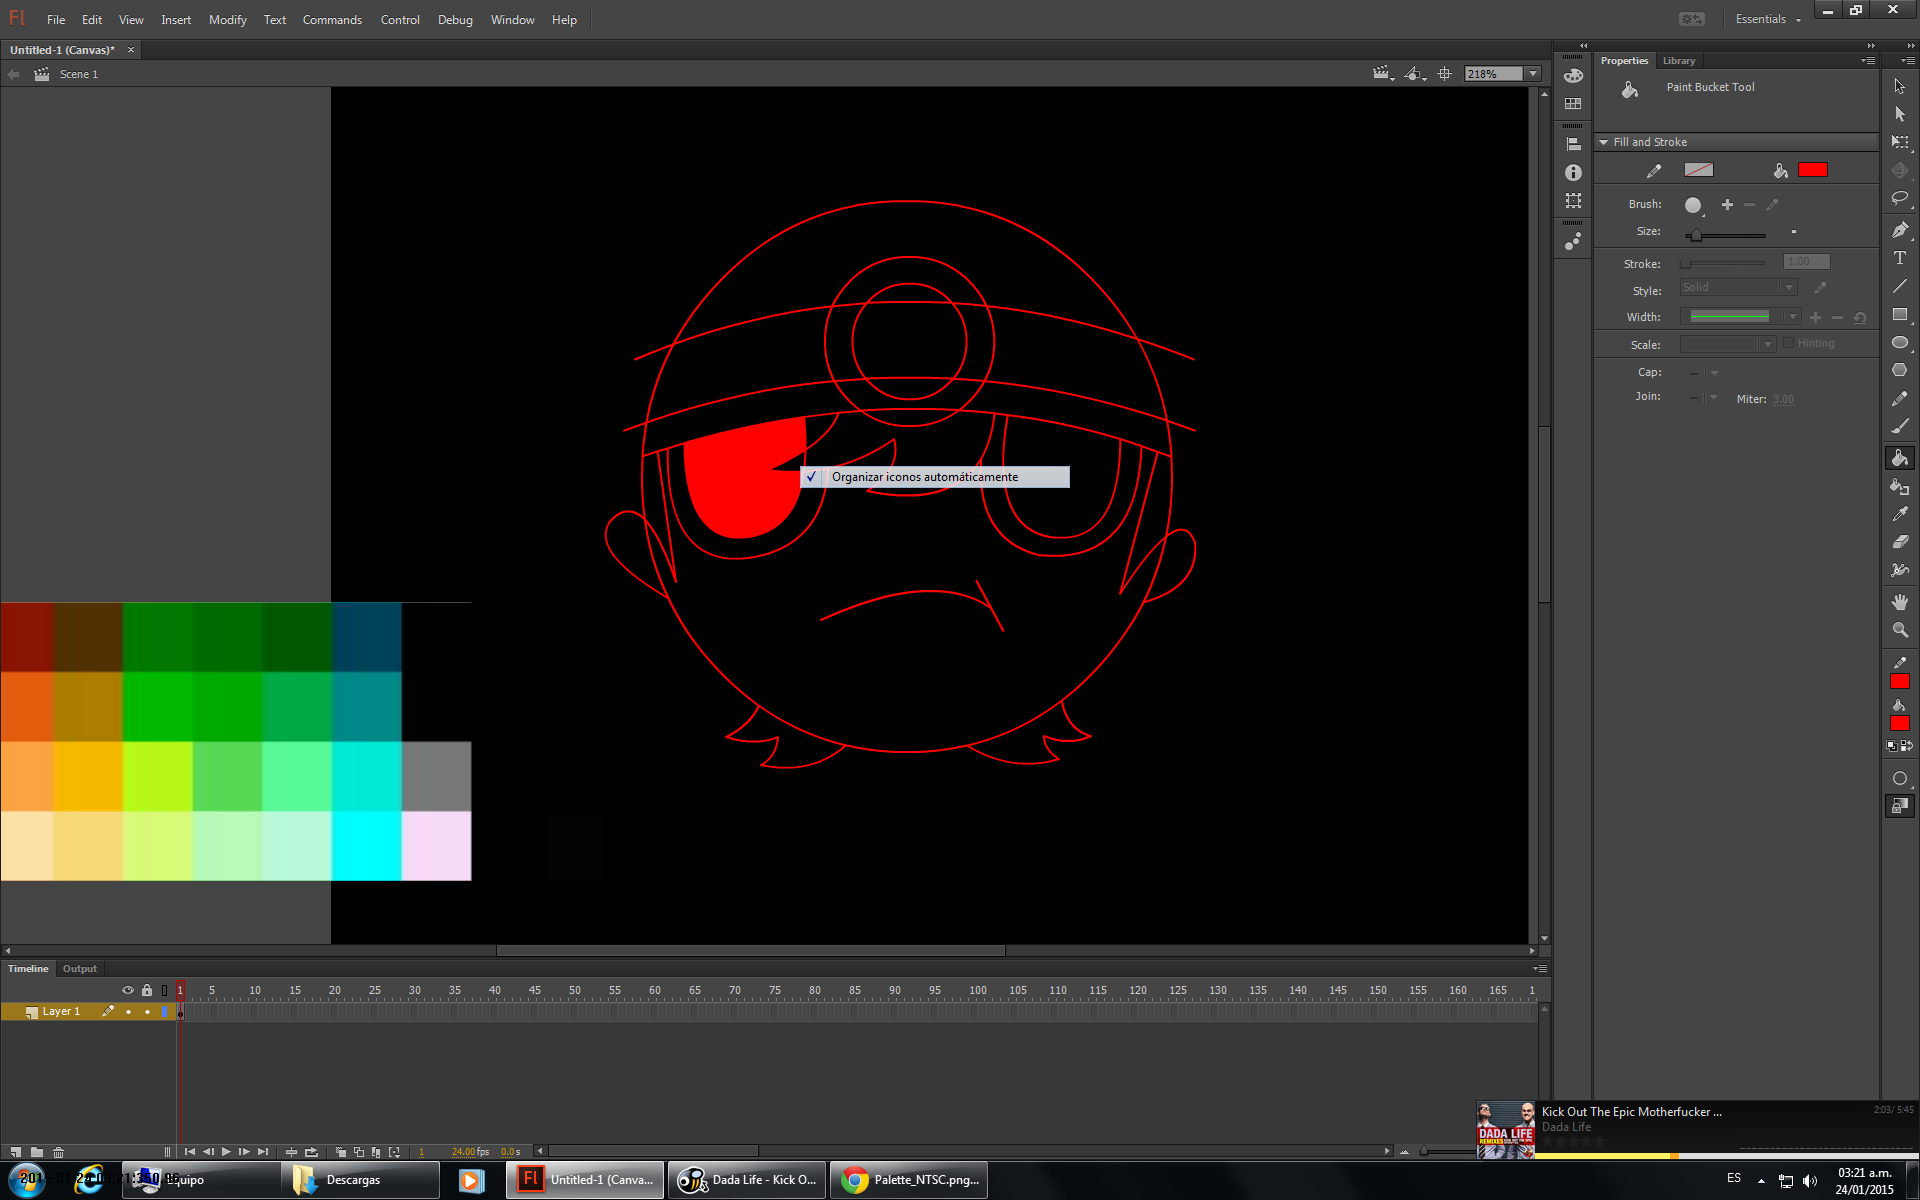 Fl File Edit View Insert Modify Text Commands Control Debug Window Help Essentials
Untitled-1 (Canvas)* ×
Scene 1 218%
Properties Library
Paint Bucket Tool
Fill and Stroke
Brush:
Size:
Stroke: 1.00
Style: Solid
Width:
Scale: Hinting
Cap:
Join: Miter: 3.00
T
✓ Organizar iconos automáticamente
Timeline Output
1 5 10 15 20 25 30 35 40 45 50 55 60 65 70 75 80 85 90 95 100 105 110 115 120 125 130 135 140 145 150 155 160 165 1
Layer 1
1 24.00 fps 0.0 s
Kick Out The Epic Motherfucker ... 2:03/ 5:45
Dada Life
DADA LIFE
Equipo
Descargas
Fl Untitled-1 (Canva...
Dada Life - Kick O...
Palette_NTSC.png...
ES
03:21 a.m.
24/01/2015